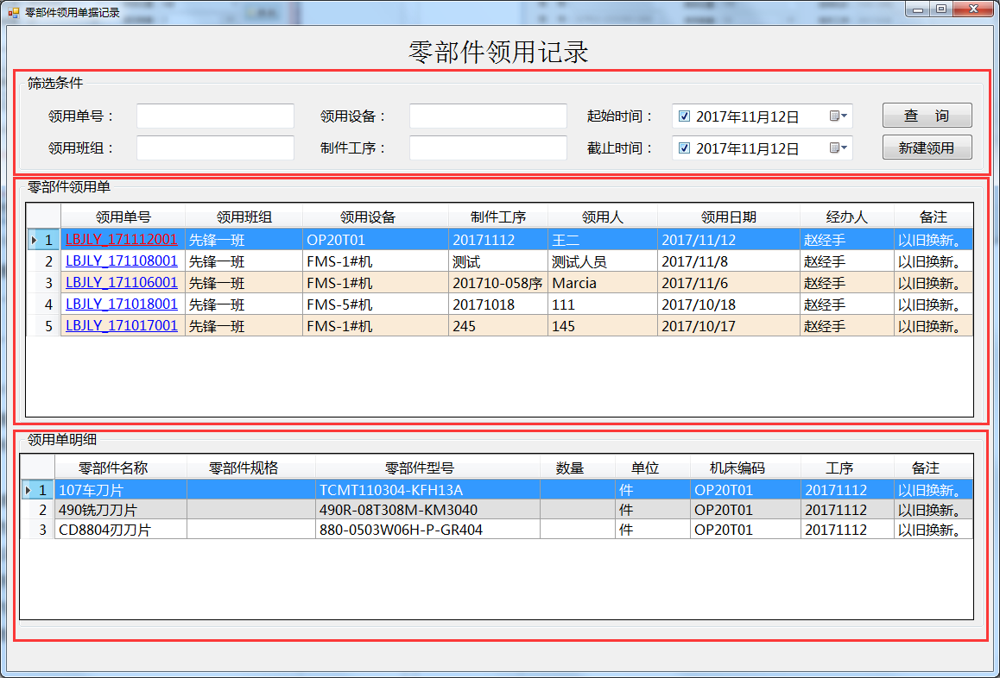 零部件领用单据记录
零部件领用记录
筛选条件
领用单号： 领用设备： 起始时间： 2017年11月12日 查 询
领用班组： 制件工序： 截止时间： 2017年11月12日 新建领用
零部件领用单
领用单号 领用班组 领用设备 制件工序 领用人 领用日期 经办人 备注
1 LBJLY_171112001 先锋一班 OP20T01 20171112 王二 2017/11/12 赵经手 以旧换新。
2 LBJLY_171108001 先锋一班 FMS-1#机 测试 测试人员 2017/11/8 赵经手 以旧换新。
3 LBJLY_171106001 先锋一班 FMS-1#机 201710-058序 Marcia 2017/11/6 赵经手 以旧换新。
4 LBJLY_171018001 先锋一班 FMS-5#机 20171018 111 2017/10/18 赵经手 以旧换新。
5 LBJLY_171017001 先锋一班 FMS-1#机 245 145 2017/10/17 赵经手 以旧换新。
领用单明细
零部件名称 零部件规格 零部件型号 数量 单位 机床编码 工序 备注
1 107车刀片 TCMT110304-KFH13A 件 OP20T01 20171112 以旧换新。
2 490铣刀刀片 490R-08T308M-KM3040 件 OP20T01 20171112 以旧换新。
3 CD8804刃刀片 880-0503W06H-P-GR404 件 OP20T01 20171112 以旧换新。